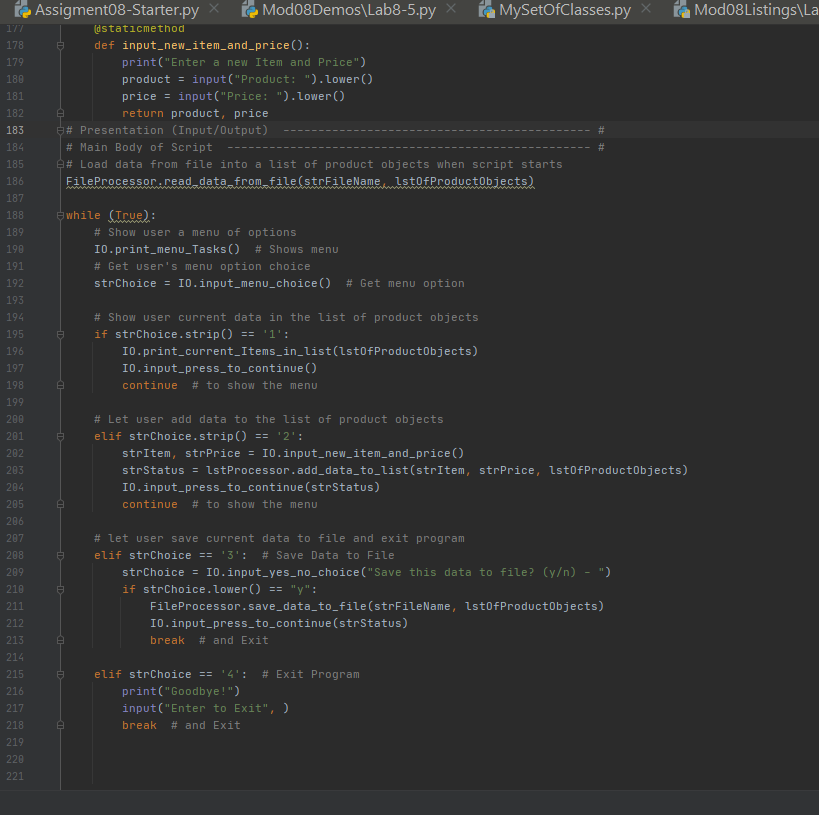 Assigment08-Starter.py × Mod08Demos\Lab8-5.py × MySetOfClasses.py × Mod08Listings\La
177 @staticmethod
178 def input_new_item_and_price():
179 print("Enter a new Item and Price")
180 product = input("Product: ").lower()
181 price = input("Price: ").lower()
182 return product, price
183 # Presentation (Input/Output)  -------------------------------------------- #
184 # Main Body of Script  ---------------------------------------------------- #
185 # Load data from file into a list of product objects when script starts
186 FileProcessor.read_data_from_file(strFileName, lstOfProductObjects)
187
188 while (True):
189 # Show user a menu of options
190 IO.print_menu_Tasks()  # Shows menu
191 # Get user's menu option choice
192 strChoice = IO.input_menu_choice()  # Get menu option
193
194 # Show user current data in the list of product objects
195 if strChoice.strip() == '1':
196 IO.print_current_Items_in_list(lstOfProductObjects)
197 IO.input_press_to_continue()
198 continue  # to show the menu
199
200 # Let user add data to the list of product objects
201 elif strChoice.strip() == '2':
202 strItem, strPrice = IO.input_new_item_and_price()
203 strStatus = lstProcessor.add_data_to_list(strItem, strPrice, lstOfProductObjects)
204 IO.input_press_to_continue(strStatus)
205 continue  # to show the menu
206
207 # let user save current data to file and exit program
208 elif strChoice == '3':  # Save Data to File
209 strChoice = IO.input_yes_no_choice("Save this data to file? (y/n) - ")
210 if strChoice.lower() == "y":
211 FileProcessor.save_data_to_file(strFileName, lstOfProductObjects)
212 IO.input_press_to_continue(strStatus)
213 break  # and Exit
214
215 elif strChoice == '4':  # Exit Program
216 print("Goodbye!")
217 input("Enter to Exit", )
218 break  # and Exit
219
220
221